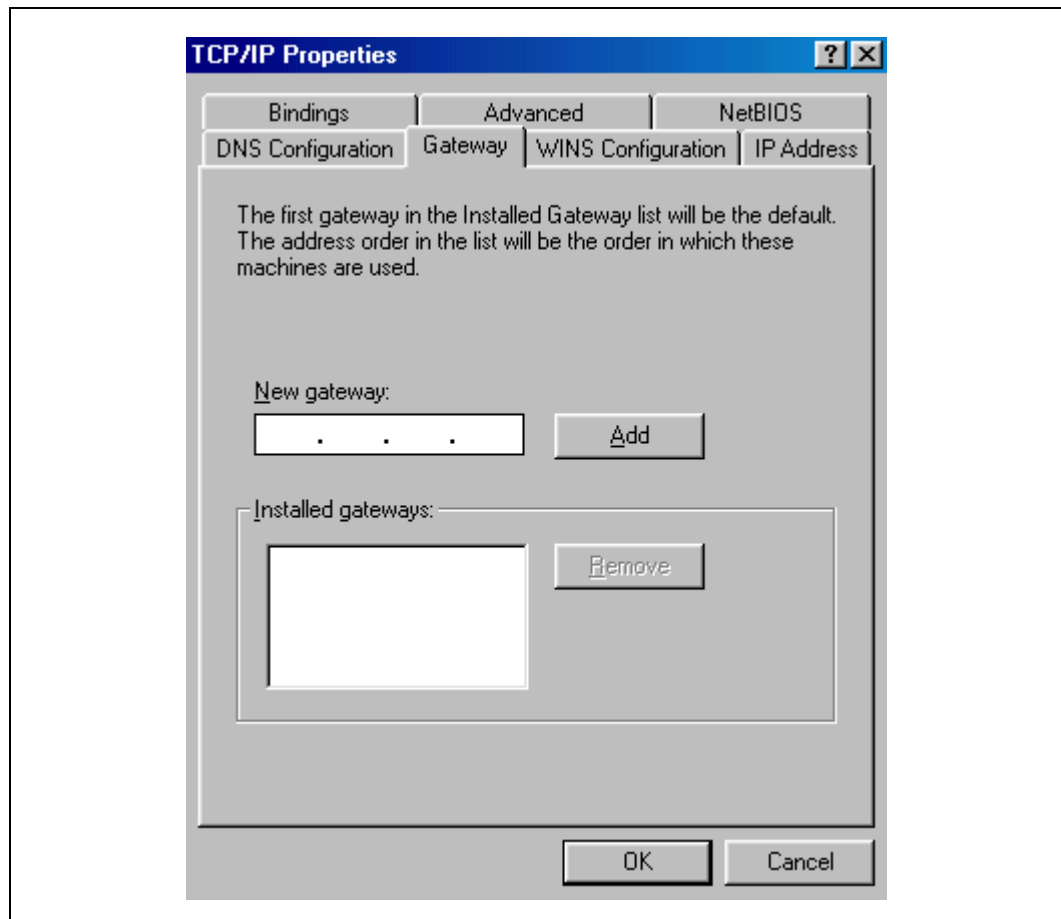 TCP/IP Properties
Bindings
Advanced
NetBIOS
DNS Configuration
Gateway
WINS Configuration
IP Address
The first gateway in the Installed Gateway list will be the default.
The address order in the list will be the order in which these
machines are used.
New gateway:
. . .
Add
Installed gateways:
Remove
OK
Cancel